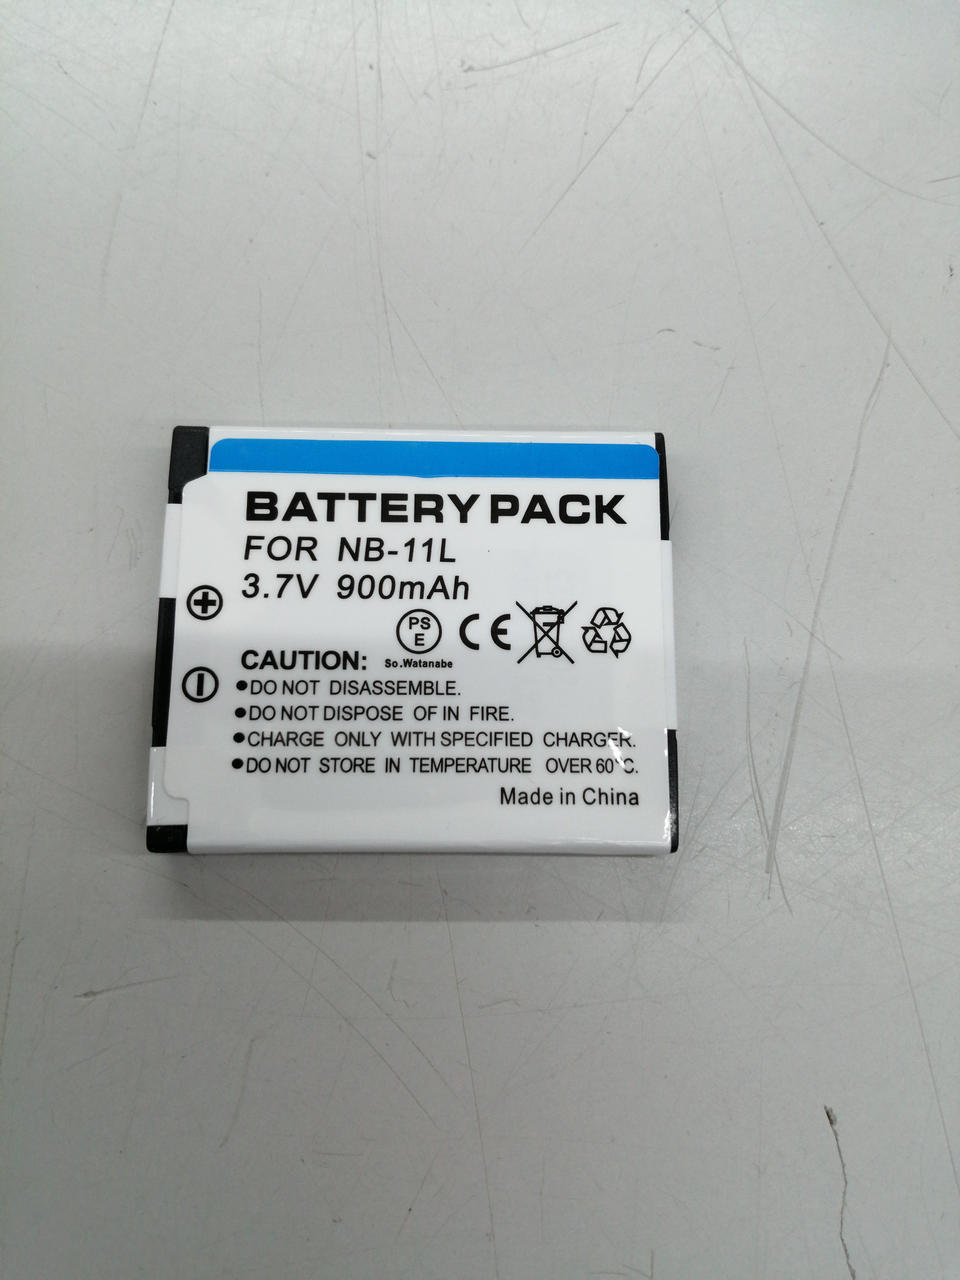 BATTERY PACK
FOR NB-11L
3.7V 900mAh
PS
E
CE
So.Watanabe
CAUTION:
●DO NOT DISASSEMBLE.
●DO NOT DISPOSE OF IN FIRE.
●CHARGE ONLY WITH SPECIFIED CHARGER.
●DO NOT STORE IN TEMPERATURE OVER 60°C.
Made in China